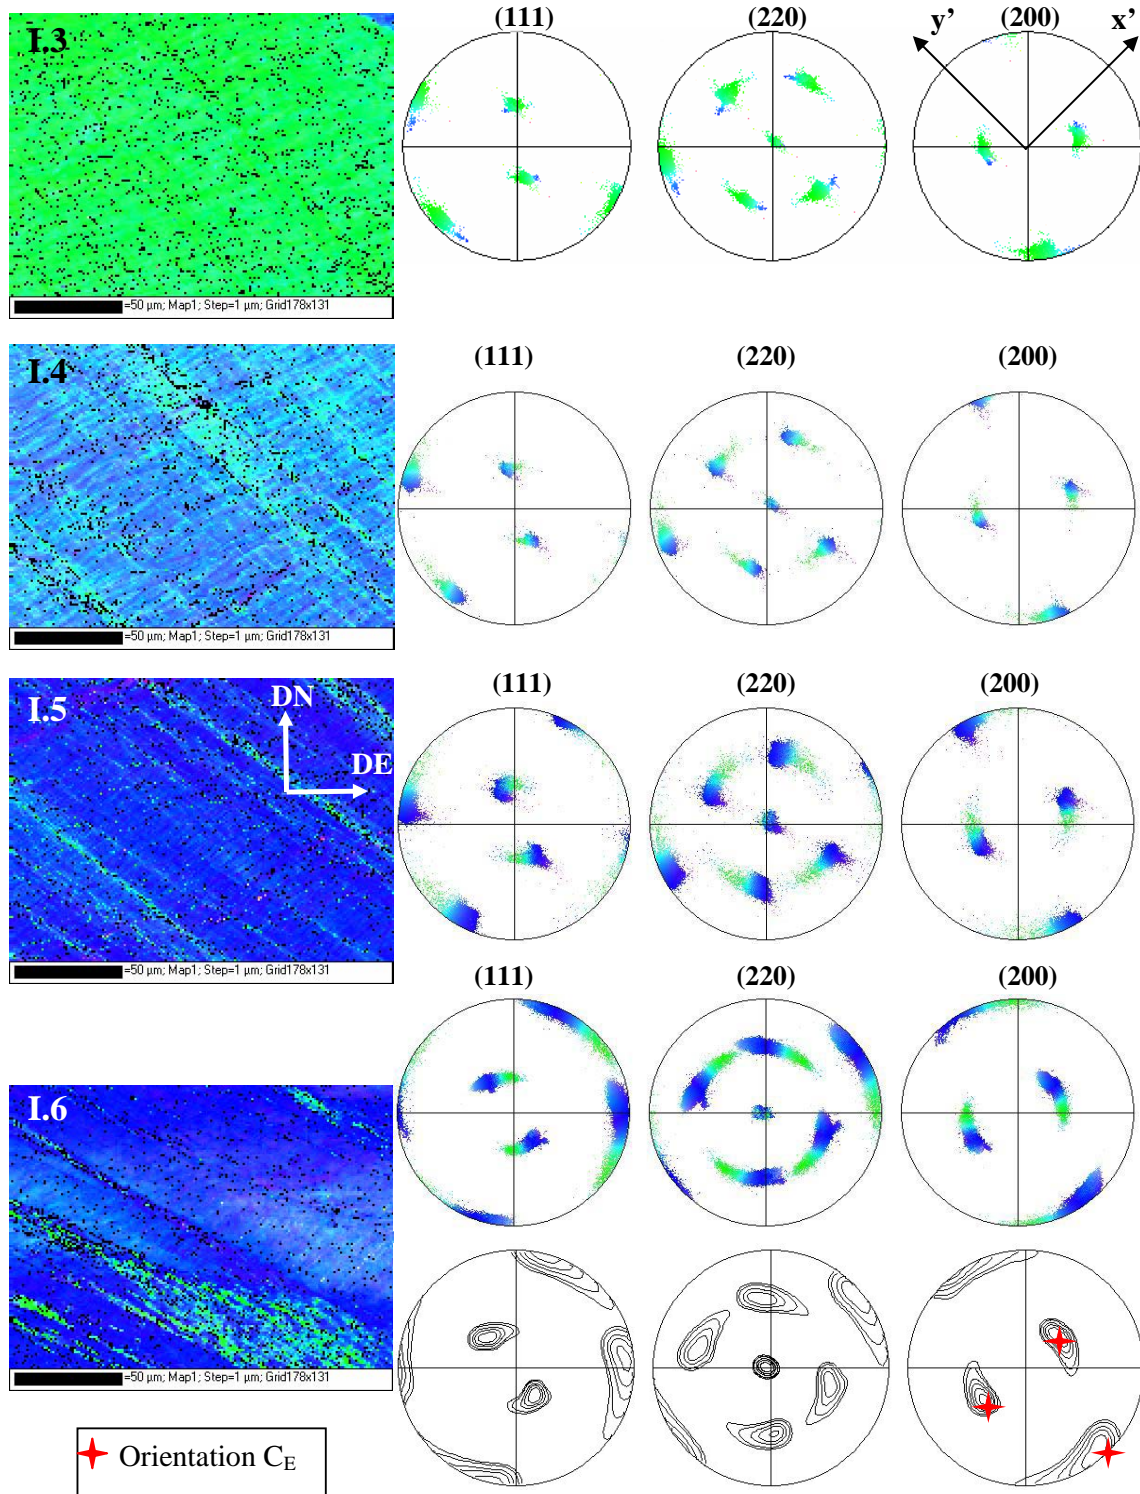 I.3
(111)
(220)
(200)
y’
x’
=50 µm; Map1; Step=1 µm; Grid178x131
I.4
(111)
(220)
(200)
=50 µm; Map1; Step=1 µm; Grid178x131
I.5
DN
DE
(111)
(220)
(200)
=50 µm; Map1; Step=1 µm; Grid178x131
(111)
(220)
(200)
I.6
=50 µm; Map1; Step=1 µm; Grid178x131
Orientation CE